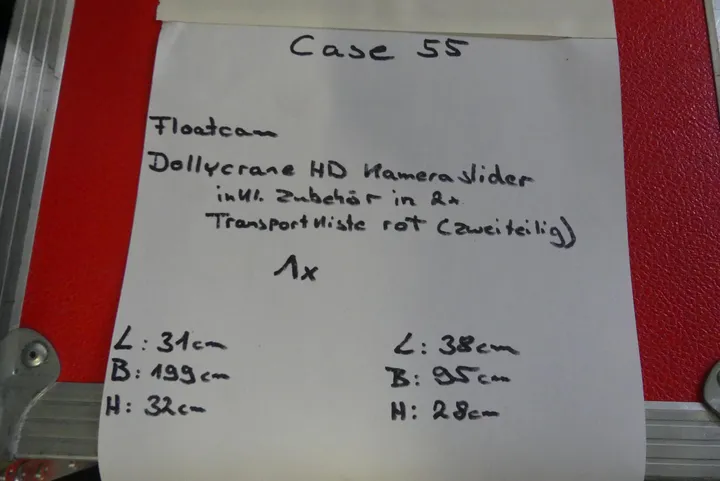 Case 55
Floatcam
Dollycrane HD Kameraslider
inkl. Zubehör in 2x
Transportkiste rot (zweiteilig)
1x
L: 31cm
B: 199cm
H: 32cm
L: 38cm
B: 95cm
H: 28cm